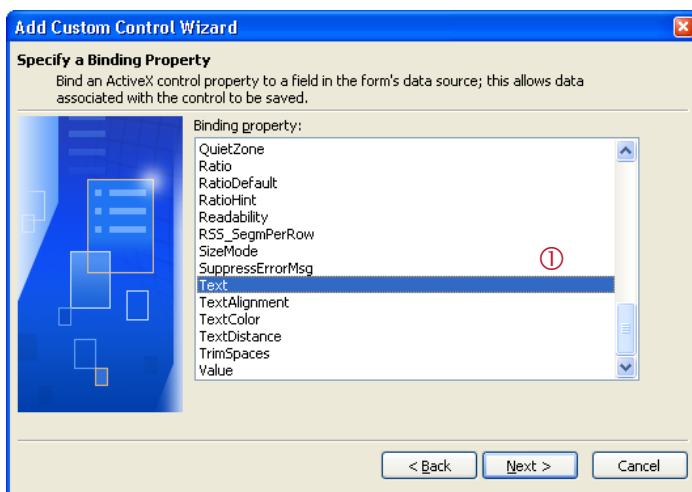 Add Custom Control Wizard
Specify a Binding Property
Bind an ActiveX control property to a field in the form's data source; this allows data
associated with the control to be saved.
Binding property:
QuietZone
Ratio
RatioDefault
RatioHint
Readability
RSS_SegmPerRow
SizeMode
SuppressErrorMsg
①
Text
TextAlignment
TextColor
TextDistance
TrimSpaces
Value
< Back
Next >
Cancel